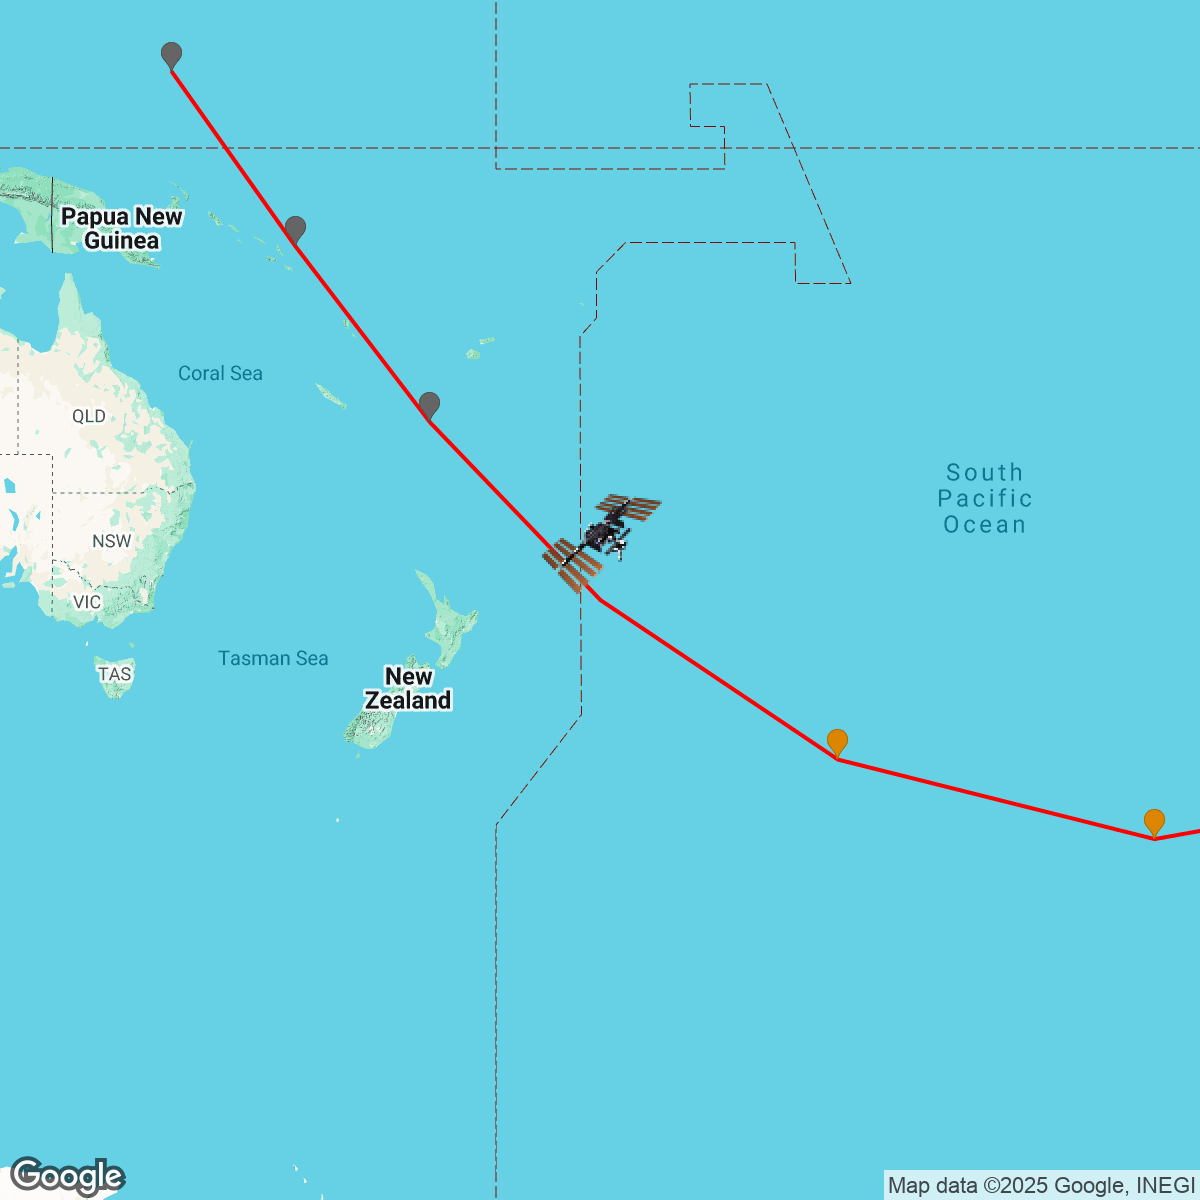 Papua New
Guinea
Coral Sea
QLD
South
Pacific
Ocean
NSW
VIC
Tasman Sea
TAS
New
Zealand
Google
Map data ©2025 Google, INEGI